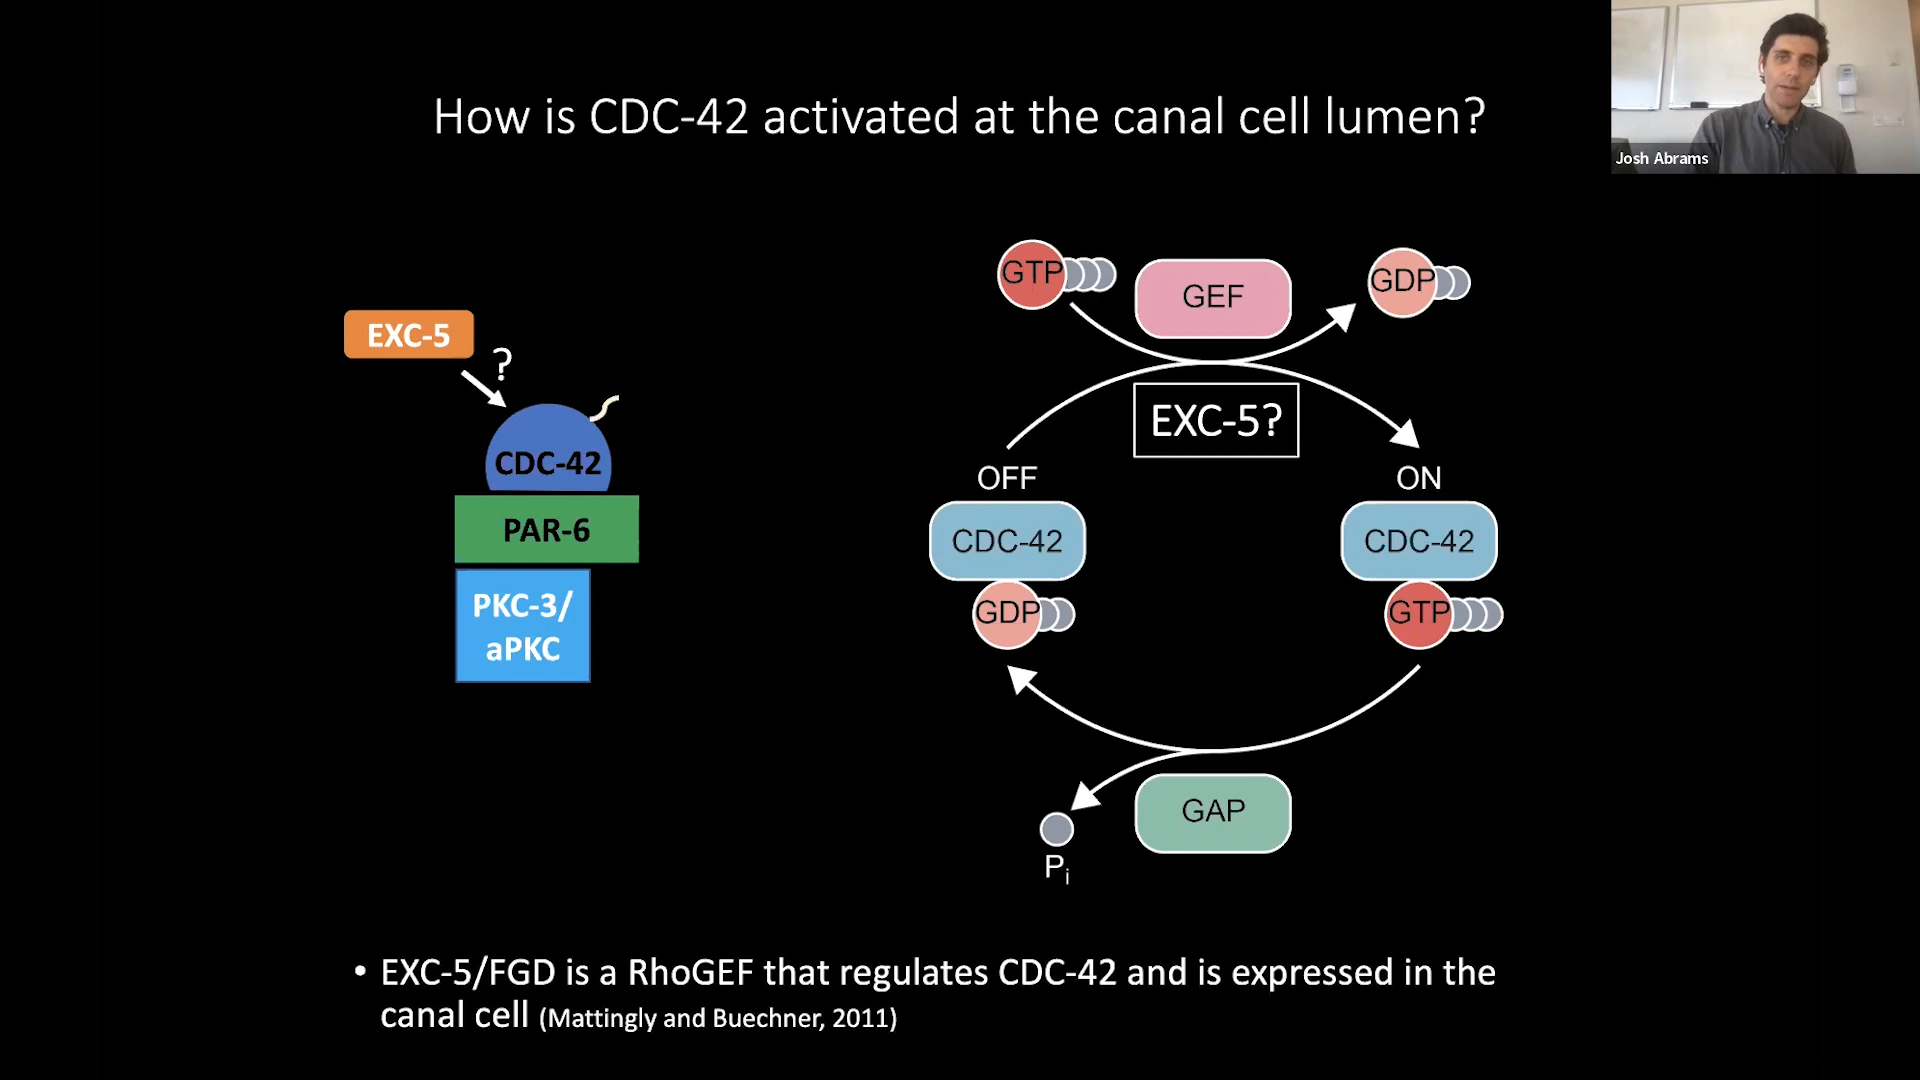 How is CDC-42 activated at the canal cell lumen?
Josh Abrams
EXC-5
?
CDC-42
PAR-6
PKC-3/
aPKC
GTP
GEF
GDP
EXC-5?
OFF
ON
CDC-42
CDC-42
GDP
GTP
GAP
Pi
• EXC-5/FGD is a RhoGEF that regulates CDC-42 and is expressed in the
canal cell (Mattingly and Buechner, 2011)